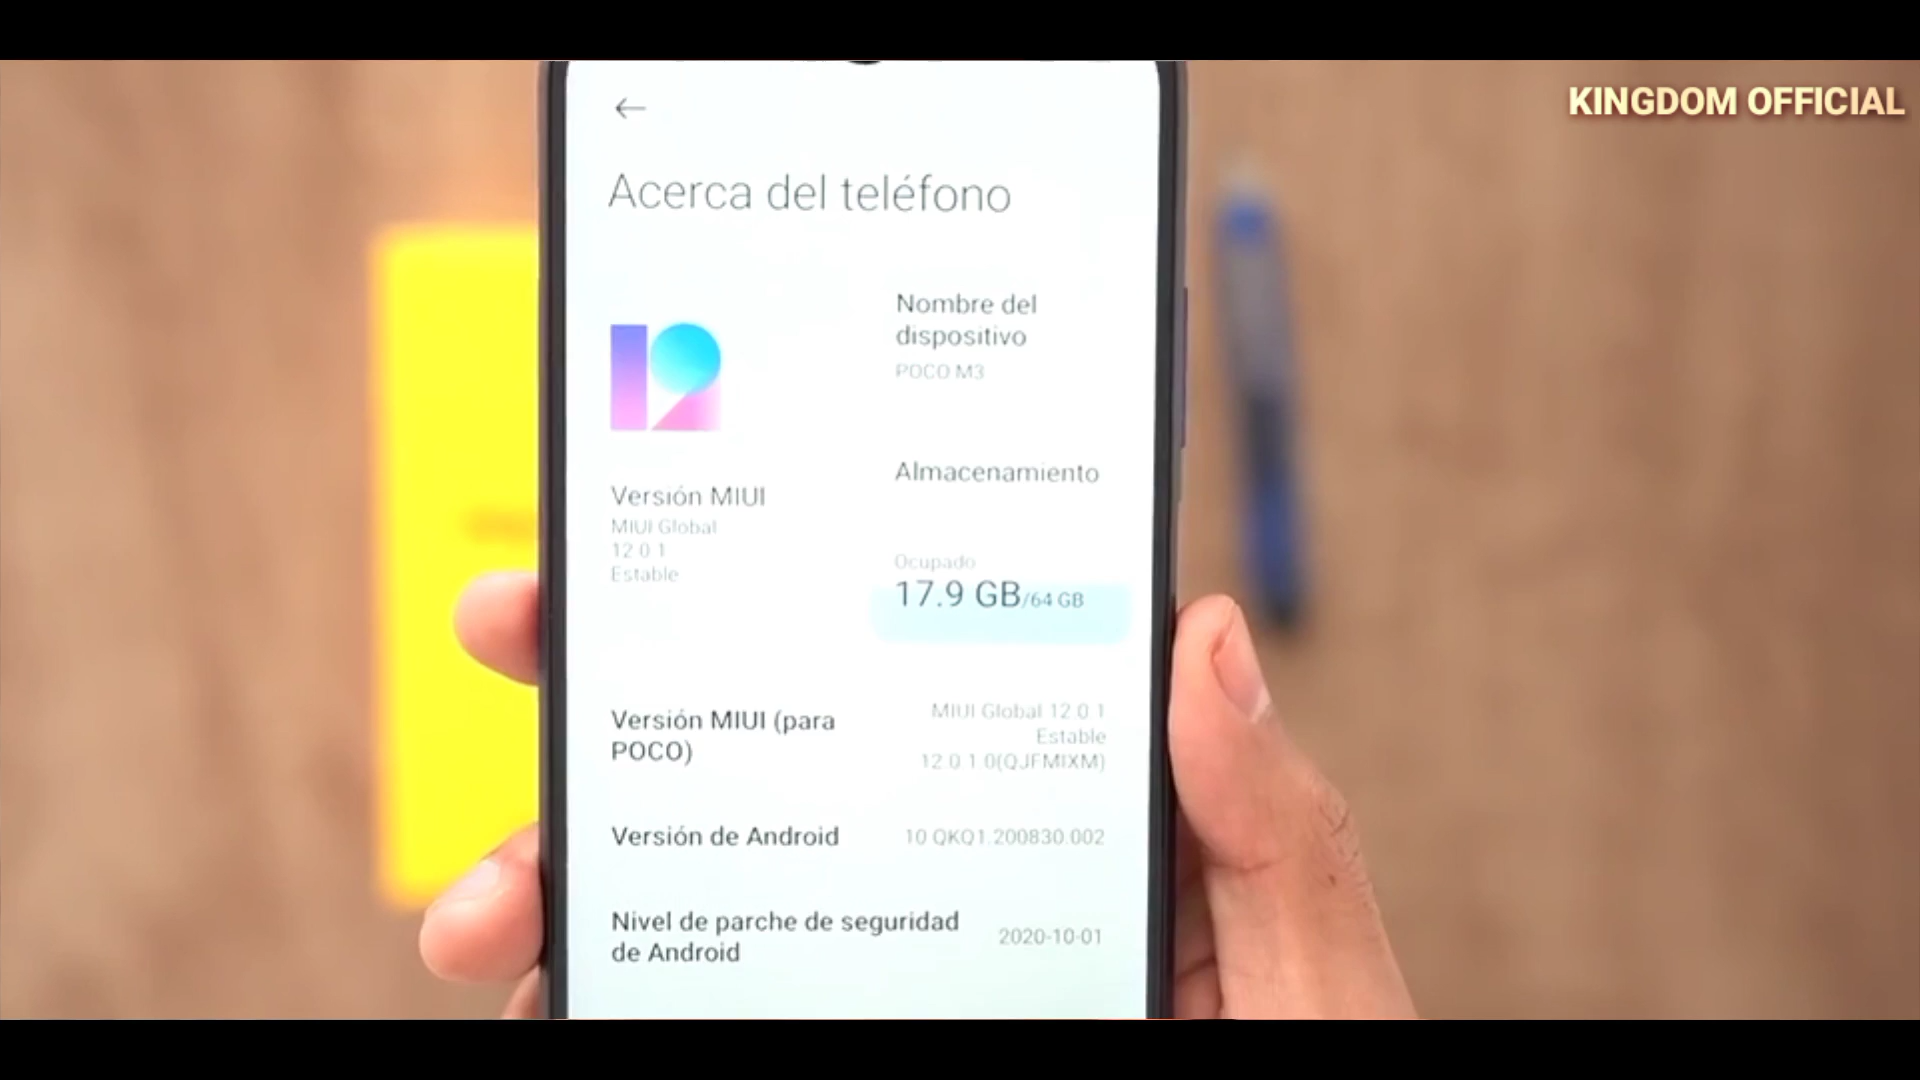 KINGDOM OFFICIAL
Acerca del teléfono
Nombre del
dispositivo
POCO M3
Versión MIUI
MIUI Global
12.0.1
Estable
Almacenamiento
Ocupado
17.9 GB/64 GB
Versión MIUI (para
POCO)
MIUI Global 12.0.1
Estable
12.0.1.0(QJFMIXM)
Versión de Android
10 QKQ1.200830.002
Nivel de parche de seguridad
de Android
2020-10-01